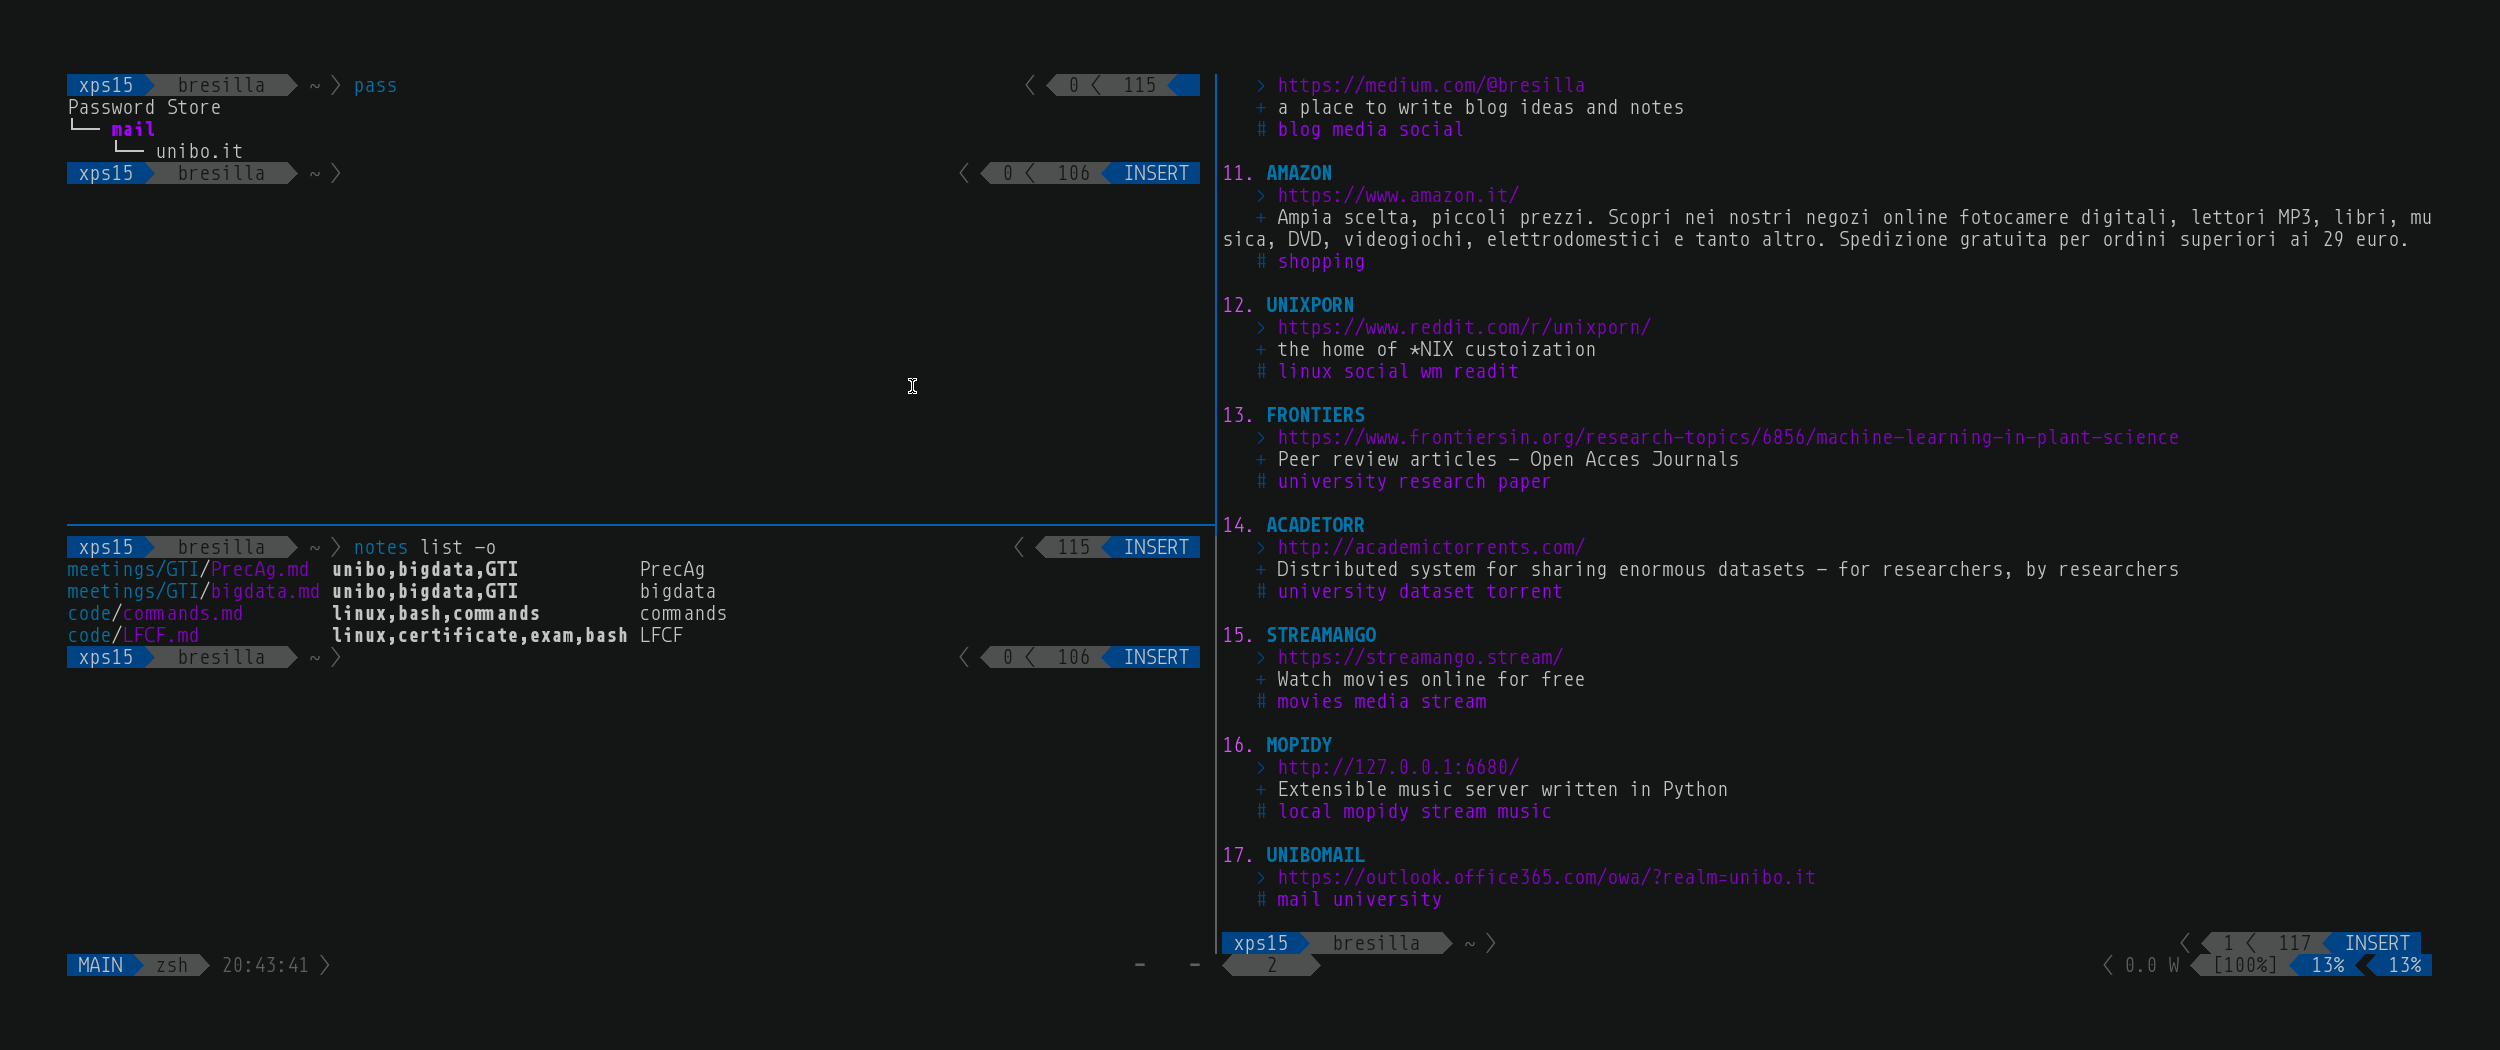 xps15 bresilla ~ pass 0 115
Password Store
└── mail
    └── unibo.it
xps15 bresilla ~ 0 106 INSERT
xps15 bresilla ~ notes list -o 115 INSERT
meetings/GTI/PrecAg.md unibo,bigdata,GTI PrecAg
meetings/GTI/bigdata.md unibo,bigdata,GTI bigdata
code/commands.md linux,bash,commands commands
code/LFCF.md linux,certificate,exam,bash LFCF
xps15 bresilla ~ 0 106 INSERT
> https://medium.com/@bresilla
+ a place to write blog ideas and notes
# blog media social
11. AMAZON
> https://www.amazon.it/
+ Ampia scelta, piccoli prezzi. Scopri nei nostri negozi online fotocamere digitali, lettori MP3, libri, mu
sica, DVD, videogiochi, elettrodomestici e tanto altro. Spedizione gratuita per ordini superiori ai 29 euro.
# shopping
12. UNIXPORN
> https://www.reddit.com/r/unixporn/
+ the home of *NIX custoization
# linux social wm readit
13. FRONTIERS
> https://www.frontiersin.org/research-topics/6856/machine-learning-in-plant-science
+ Peer review articles - Open Acces Journals
# university research paper
14. ACADETORR
> http://academictorrents.com/
+ Distributed system for sharing enormous datasets - for researchers, by researchers
# university dataset torrent
15. STREAMANGO
> https://streamango.stream/
+ Watch movies online for free
# movies media stream
16. MOPIDY
> http://127.0.0.1:6680/
+ Extensible music server written in Python
# local mopidy stream music
17. UNIBOMAIL
> https://outlook.office365.com/owa/?realm=unibo.it
# mail university
xps15 bresilla ~ 1 117 INSERT
MAIN zsh 20:43:41 - - 2 0.0 W [100%] 13% 13%